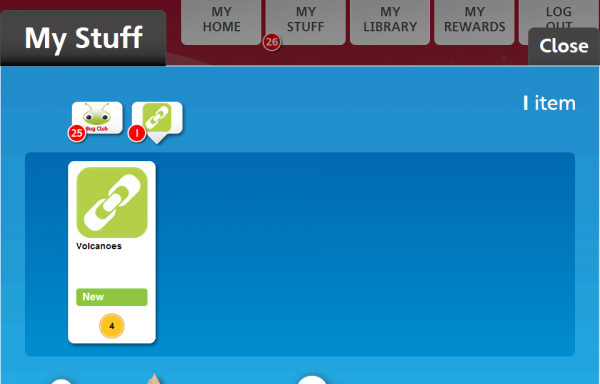 My Stuff
MY
HOME
MY
STUFF
26
MY
LIBRARY
MY
REWARDS
LOG
OUT
Close
25
Bug Club
1
1 item
Volcanoes
New
4